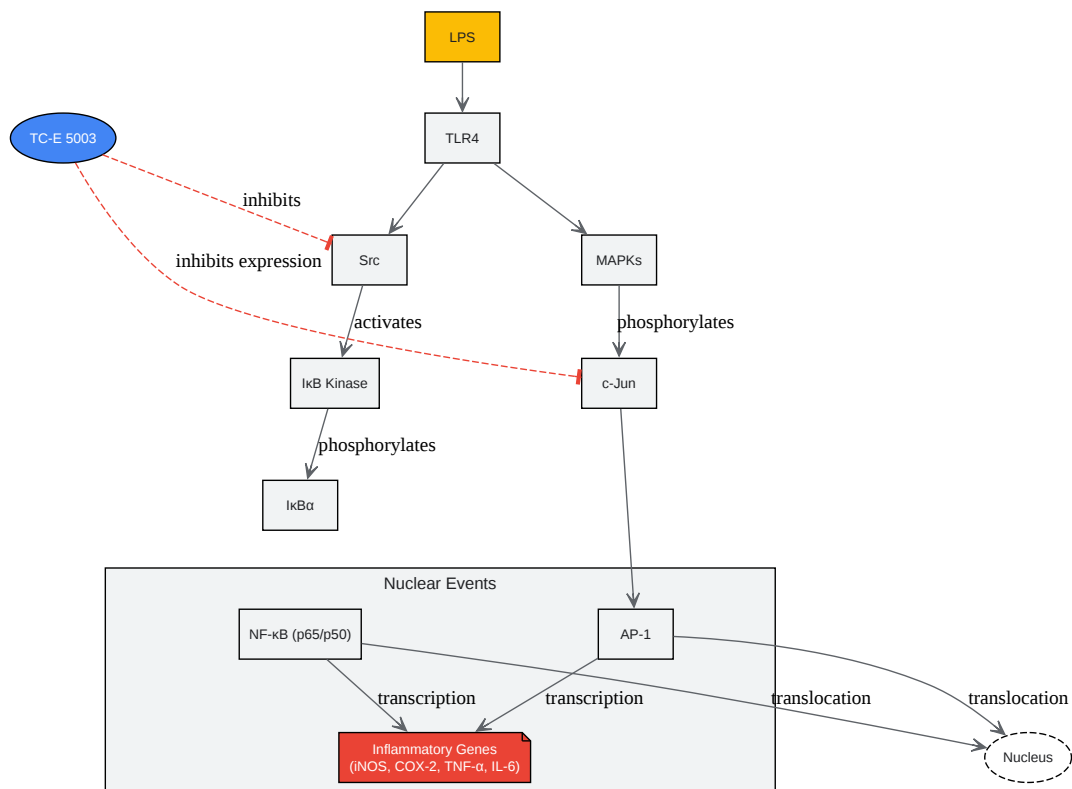 LPS
TC-E 5003
TLR4
inhibits
inhibits expression
Src
MAPKs
activates
phosphorylates
IκB Kinase
c-Jun
phosphorylates
IκBα
Nuclear Events
NF-κB (p65/p50)
AP-1
transcription
transcription
translocation
translocation
Inflammatory Genes
(iNOS, COX-2, TNF-α, IL-6)
Nucleus